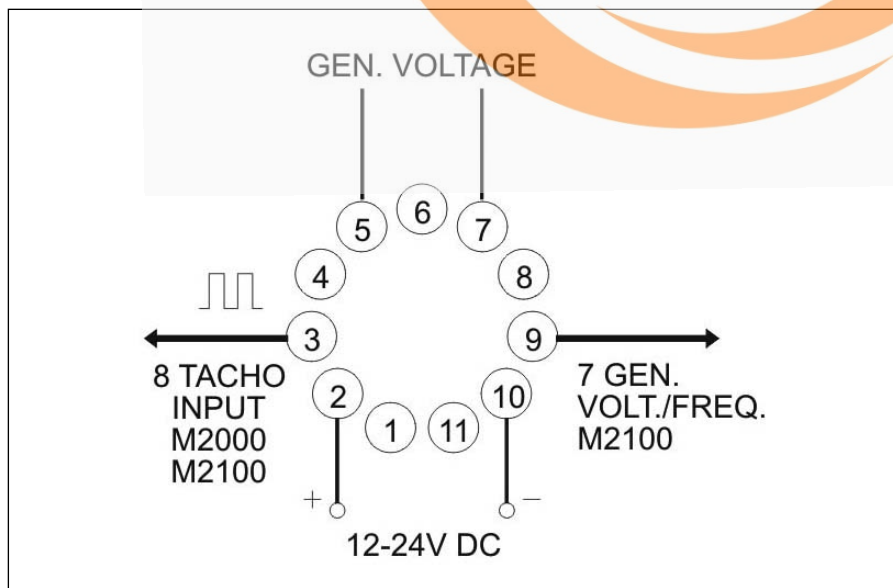 GEN. VOLTAGE
6
5
7
4
8
3
9
8 TACHO
INPUT
M2000
M2100
7 GEN.
VOLT./FREQ.
M2100
2
10
1
11
+
−
12-24V DC